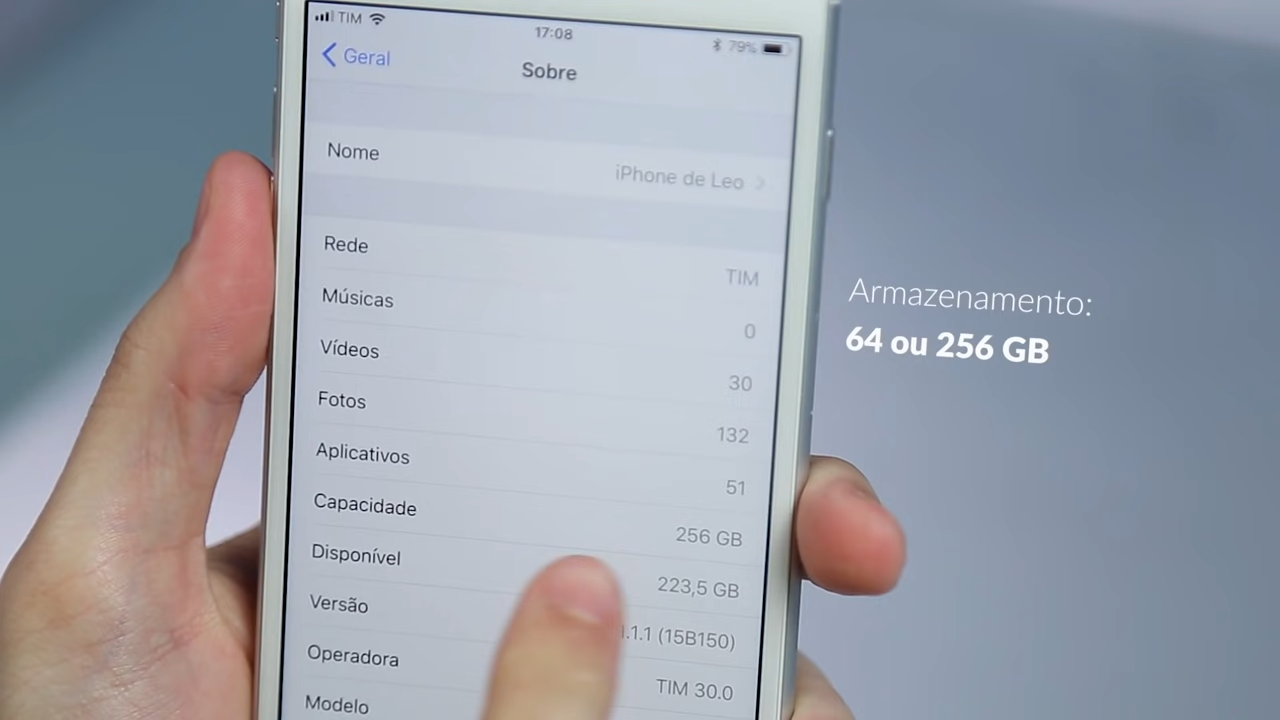 TIM
17:08
79%
Geral
Sobre
Nome iPhone de Leo
Rede TIM
Músicas 0
Vídeos 30
Fotos 132
Aplicativos 51
Capacidade 256 GB
Disponível 223,5 GB
Versão .1.1 (15B150)
Operadora TIM 30.0
Modelo
Armazenamento:
64 ou 256 GB